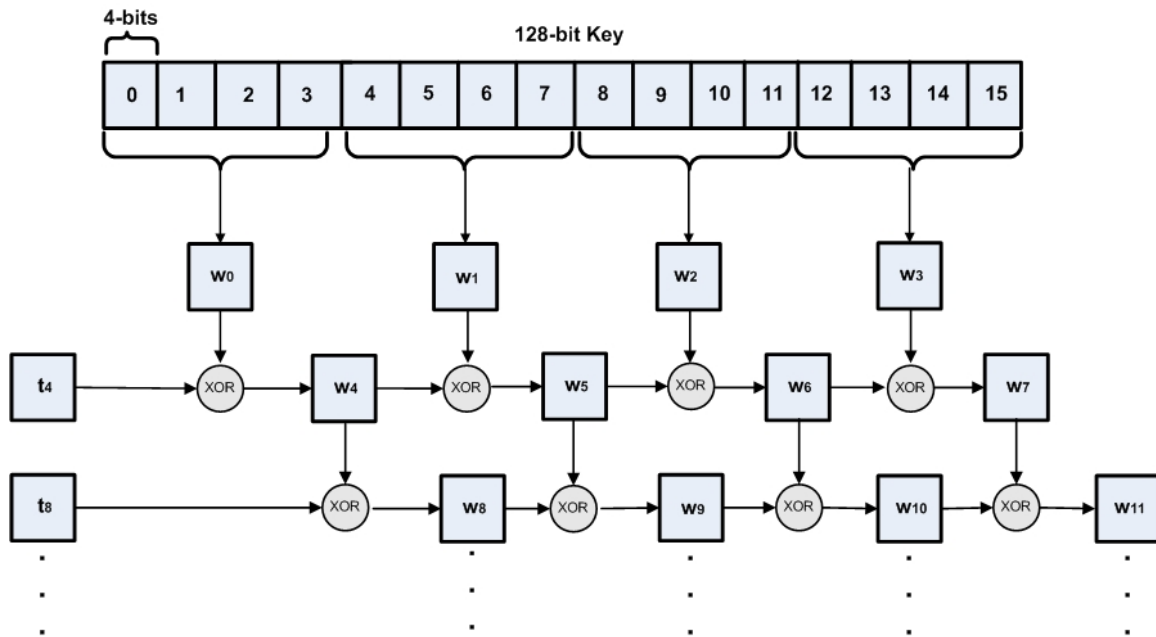 4-bits
128-bit Key
0 1 2 3 4 5 6 7 8 9 10 11 12 13 14 15
w0 w1 w2 w3
t4 XOR w4 XOR w5 XOR w6 XOR w7
t8 XOR w8 XOR w9 XOR w10 XOR w11